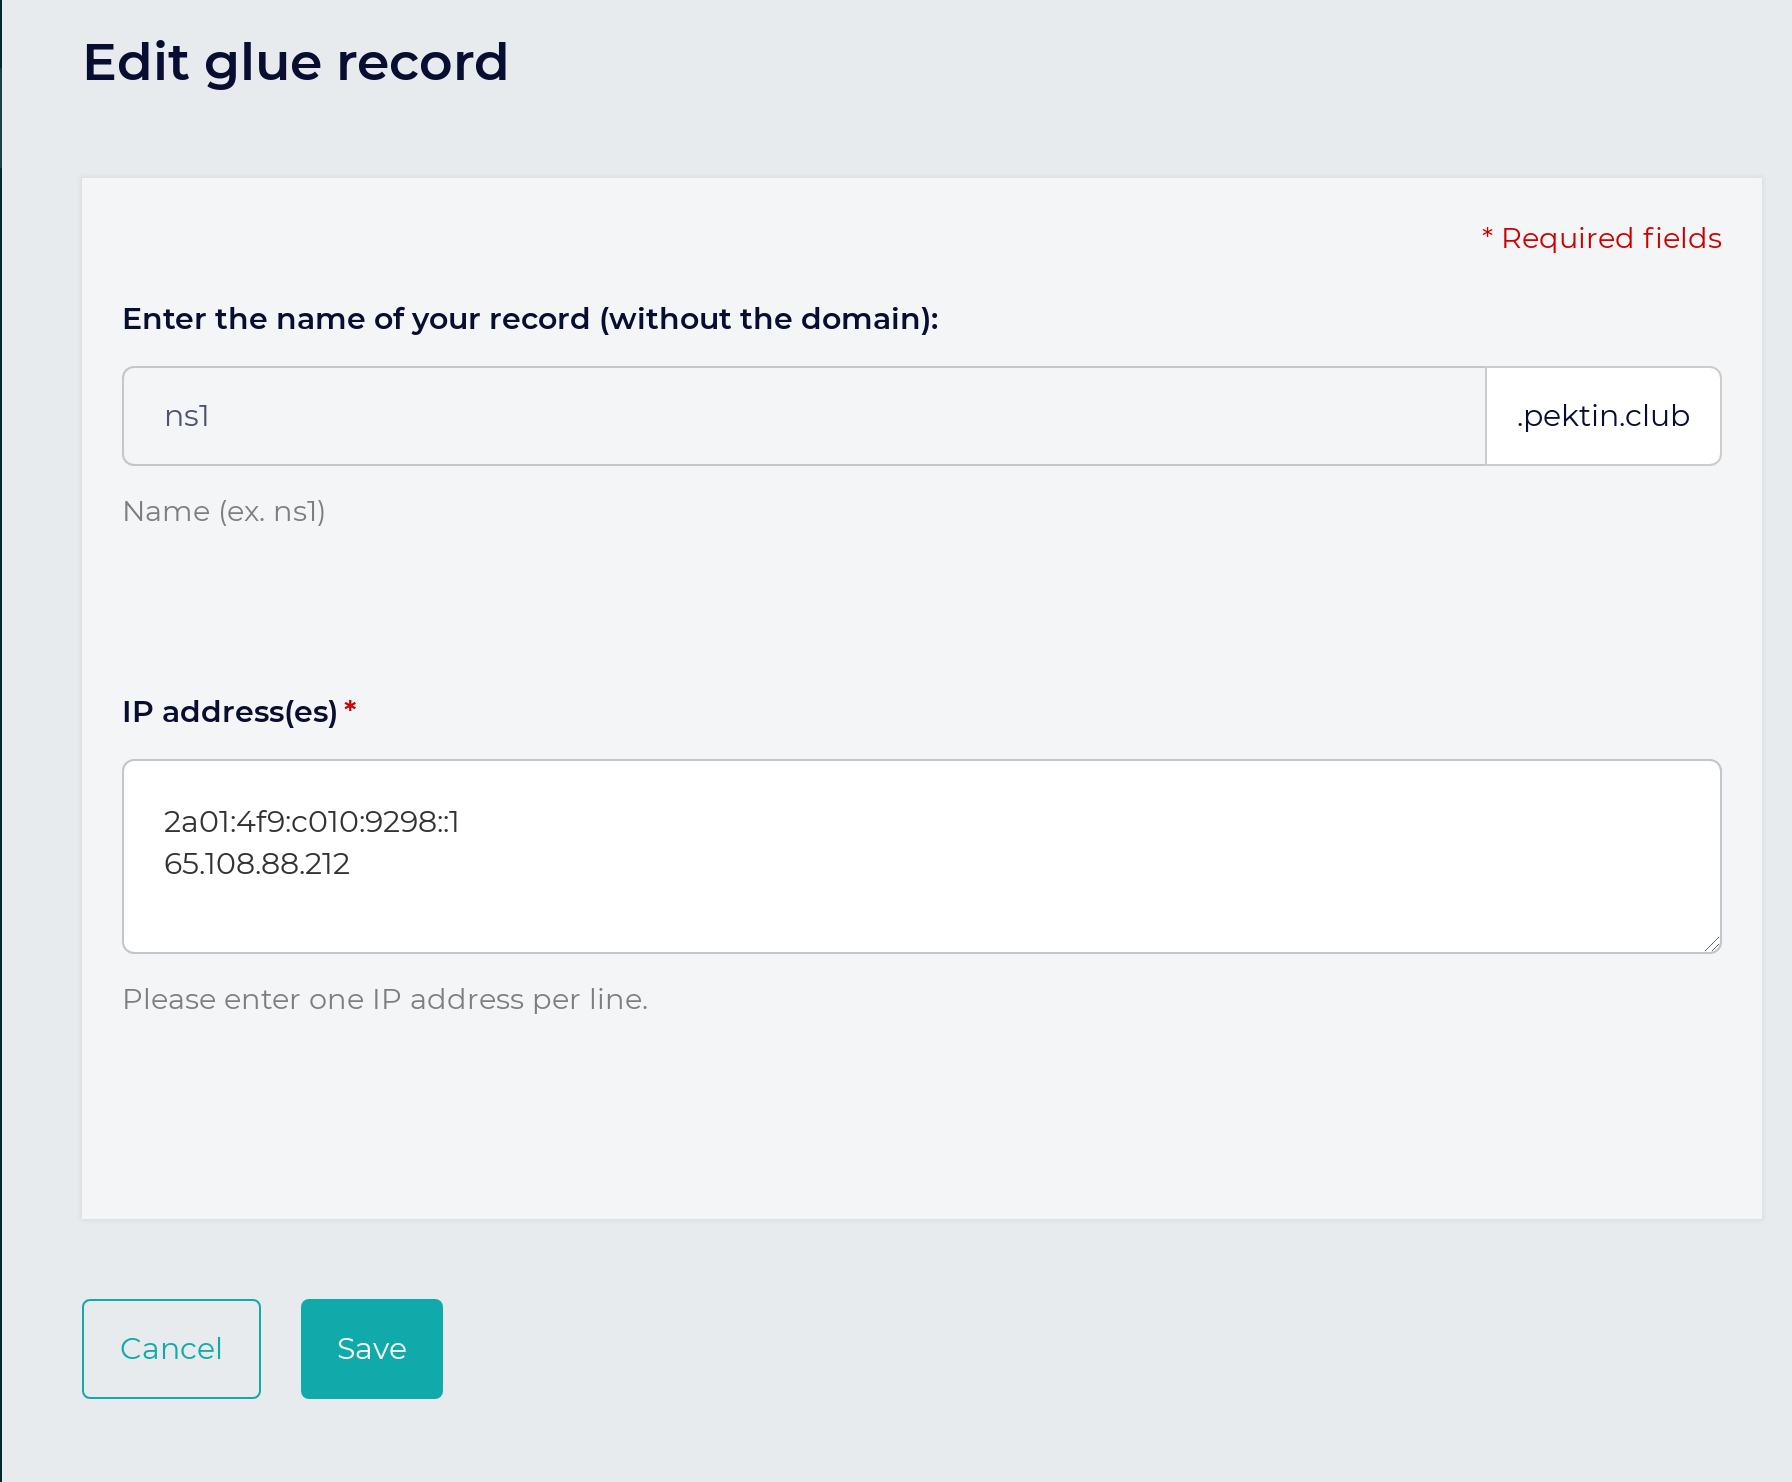 Edit glue record
* Required fields
Enter the name of your record (without the domain):
ns1
.pektin.club
Name (ex. ns1)
IP address(es) *
2a01:4f9:c010:9298::1
65.108.88.212
Please enter one IP address per line.
Cancel
Save